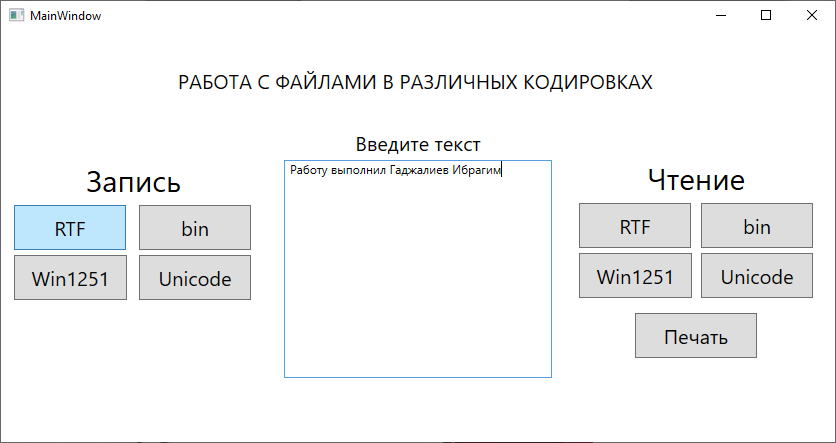 MainWindow
РАБОТА С ФАЙЛАМИ В РАЗЛИЧНЫХ КОДИРОВКАХ
Введите текст
Работу выполнил Гаджалиев Ибрагим
Запись
RTF
bin
Win1251
Unicode
Чтение
RTF
bin
Win1251
Unicode
Печать